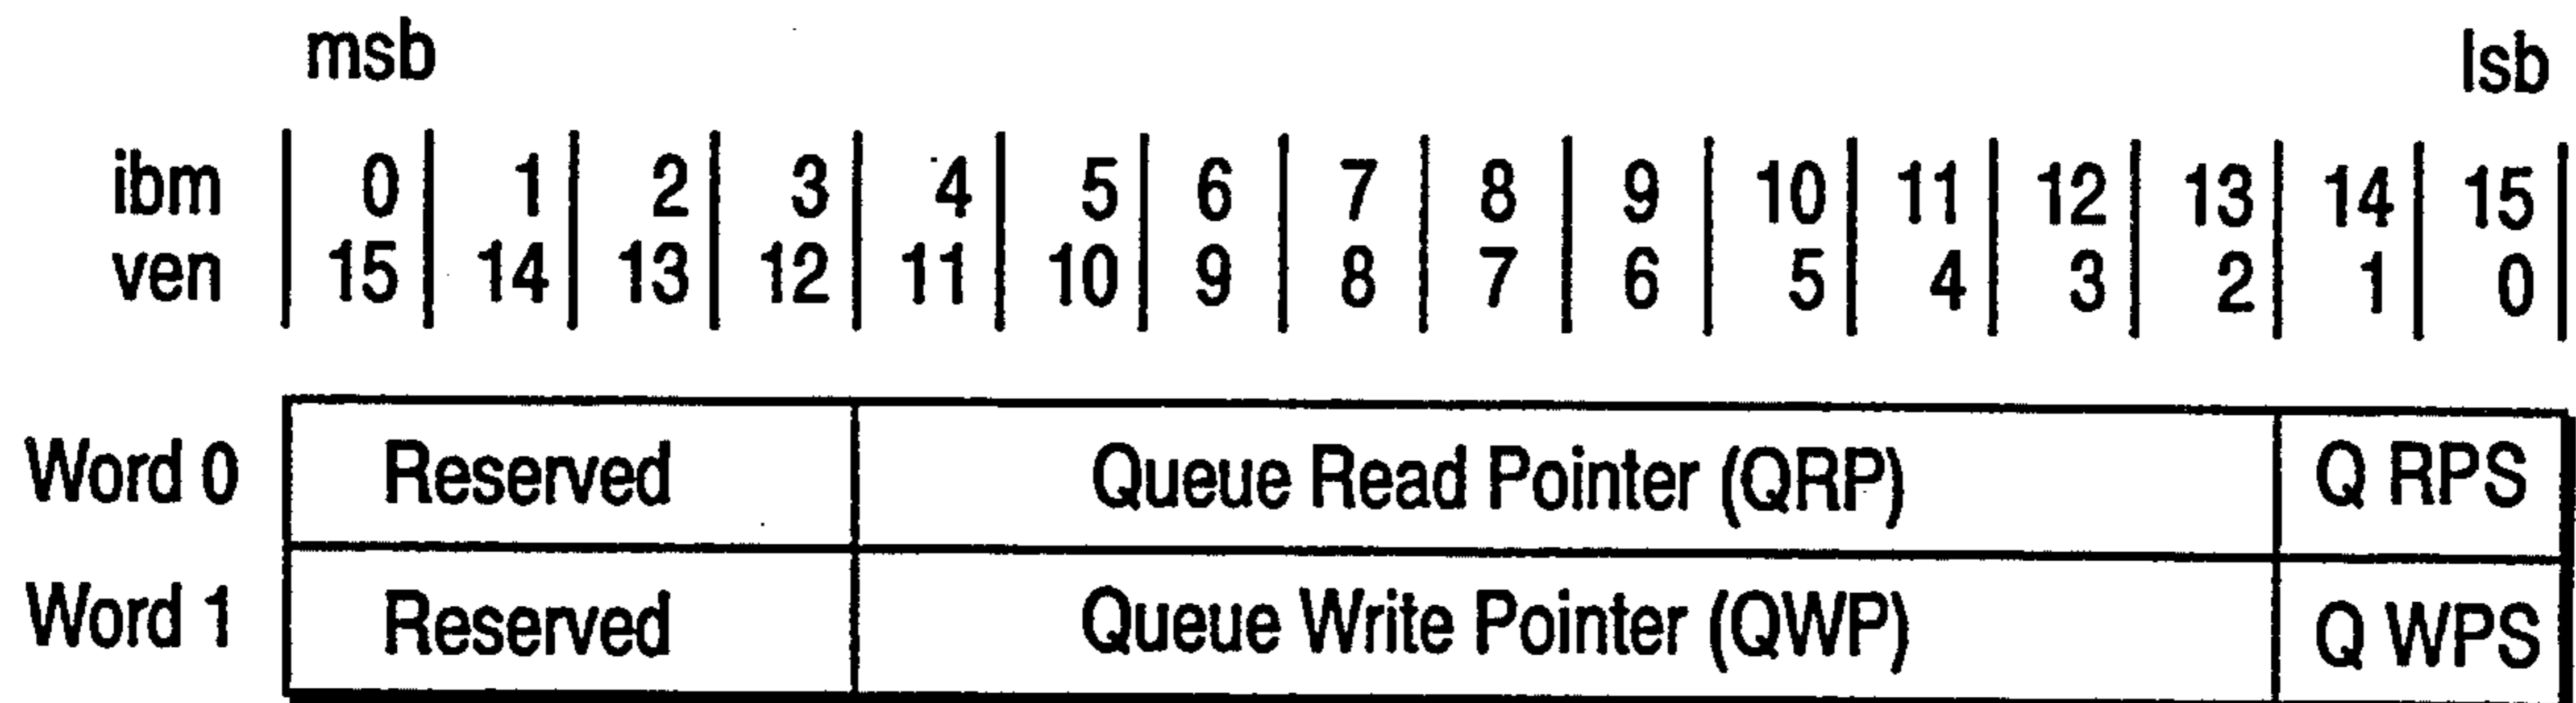 msb lsb
ibm 0 1 2 3 4 5 6 7 8 9 10 11 12 13 14 15
ven 15 14 13 12 11 10 9 8 7 6 5 4 3 2 1 0
Word 0 Reserved Queue Read Pointer (QRP) Q RPS
Word 1 Reserved Queue Write Pointer (QWP) Q WPS